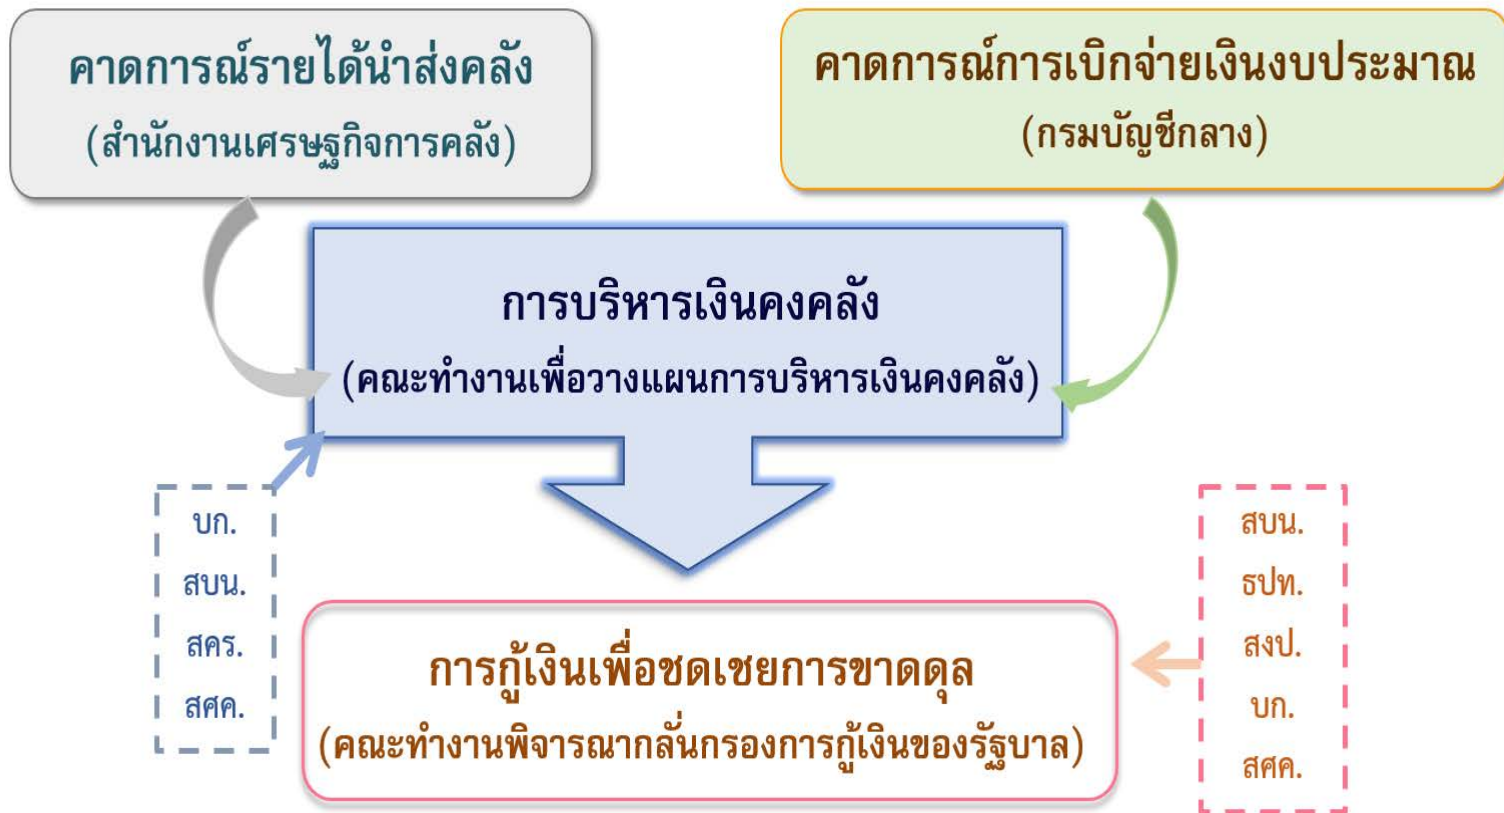 คาดการณ์รายได้นำส่งคลัง
(สำนักงานเศรษฐกิจการคลัง)
คาดการณ์การเบิกจ่ายเงินงบประมาณ
(กรมบัญชีกลาง)
การบริหารเงินคงคลัง
(คณะทำงานเพื่อวางแผนการบริหารเงินคงคลัง)
บก.
สบน.
สคร.
สศค.
การกู้เงินเพื่อชดเชยการขาดดุล
(คณะทำงานพิจารณากลั่นกรองการกู้เงินของรัฐบาล)
สบน.
ธปท.
สงป.
บก.
สศค.